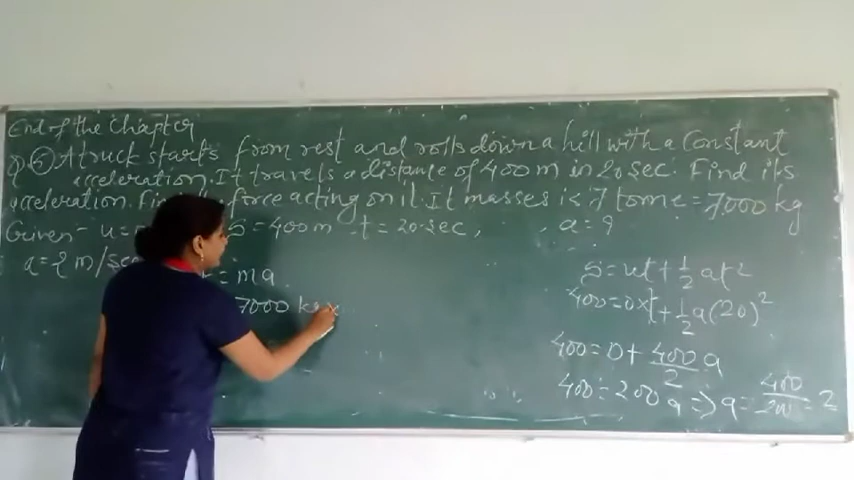 End of the Chapter
Q. 5 A truck starts from rest and rolls down a hill with a Constant
acceleration. It travels a distance of 400 m in 20 sec. Find its
acceleration. Find the force acting on it. It masses is 7 tonne = 7000 kg
Given - u = S = 400 m t = 20 sec, a = ?
a = 2 m/sec = ma
7000 kg ×
S = ut + 1/2 at²
400 = 0×t + 1/2 a(20)²
400 = 0 + 400/2 a
400 = 200 a => a = 400/200 = 2